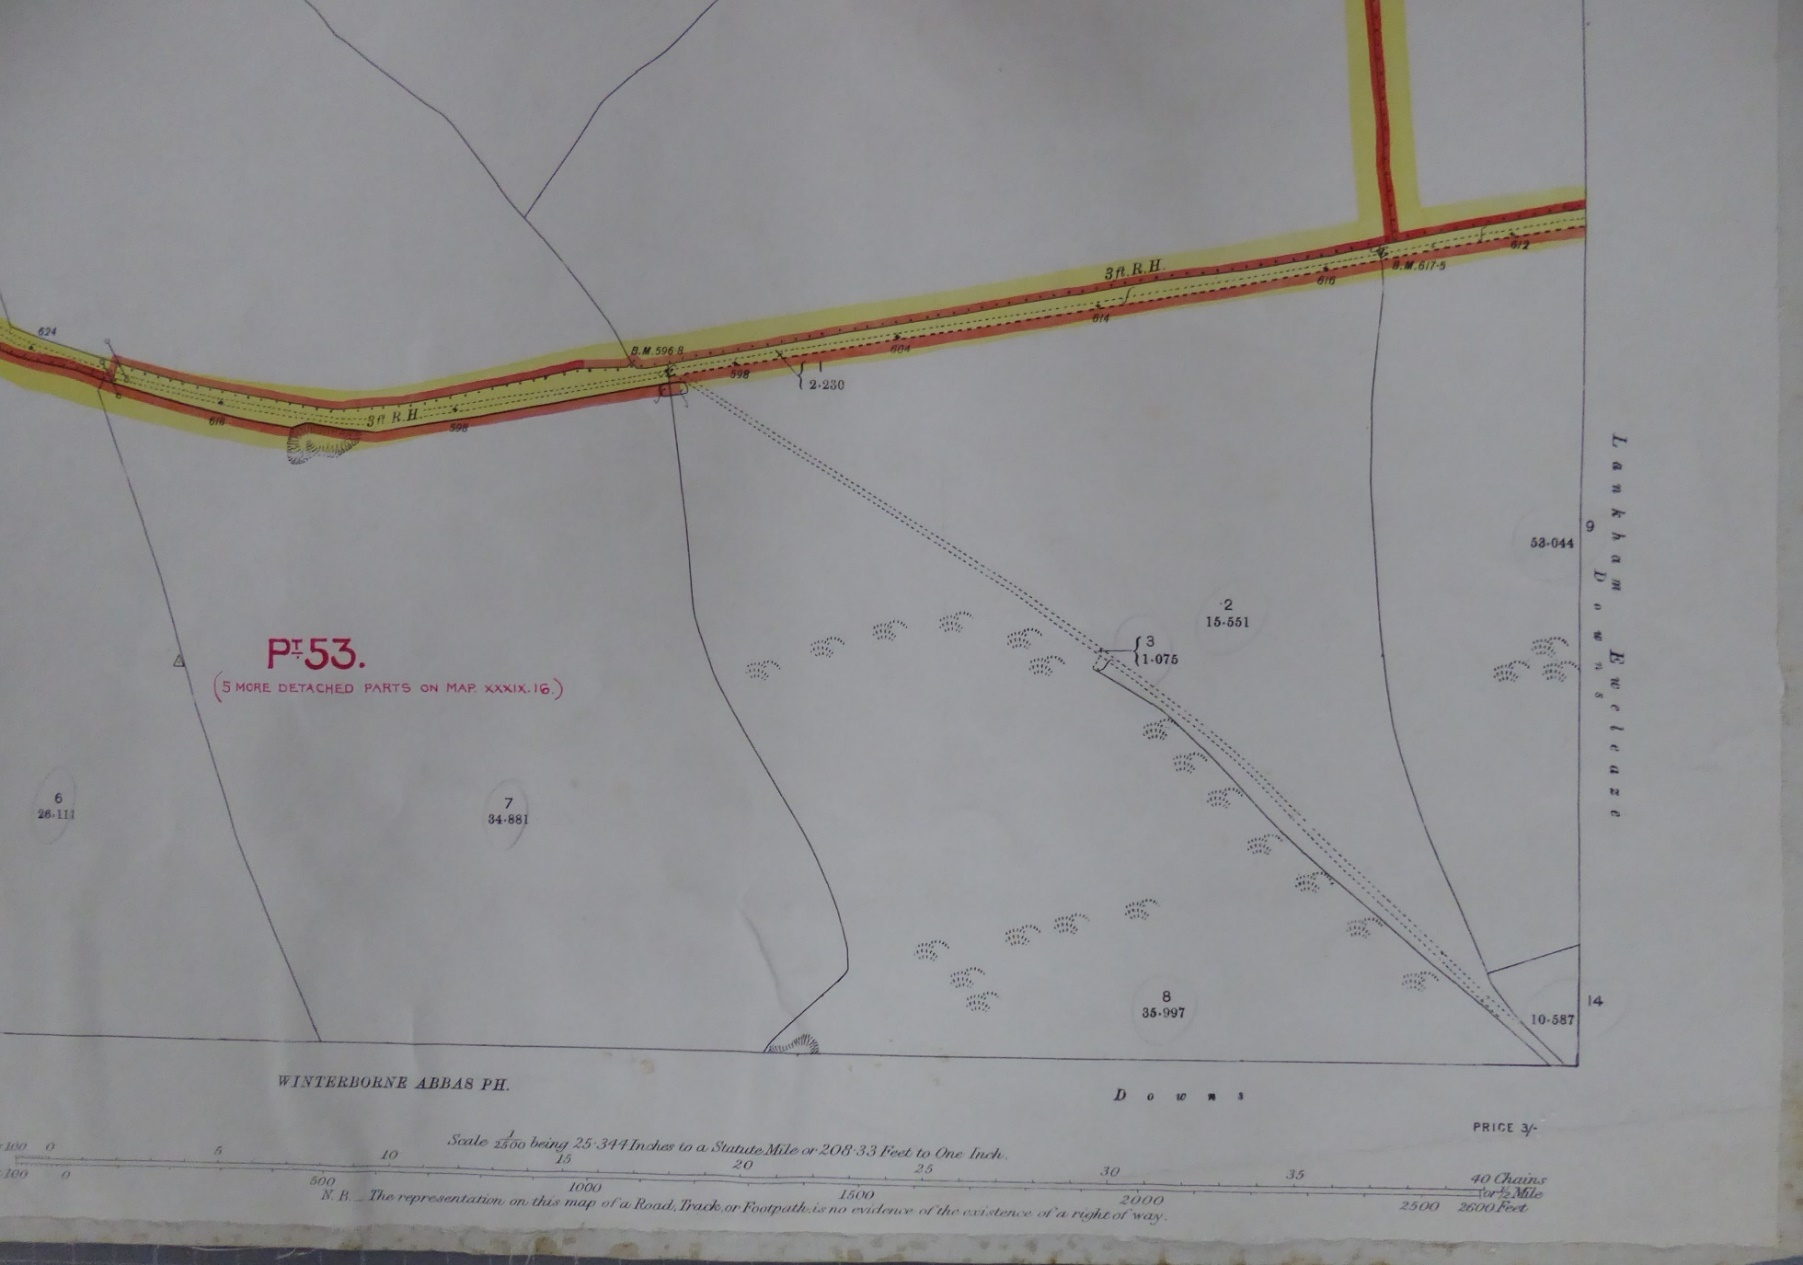 3 ft. R.H.
612
B.M. 617·5
616
614
624
B.M. 596·8
604
598
1
2·230
3 ft. R.H.
618
598
Lankham Eweleaze
Downs
9
53·044
2
15·551
3
1·075
PT 53.
(5 MORE DETACHED PARTS ON MAP. XXXIX. 16.)
6
26·111
7
34·881
8
35·997
14
10·587
WINTERBORNE ABBAS PH.
Downs
PRICE 3/-
Scale 1/2500 being 25·344 Inches to a Statute Mile or 208·33 Feet to One Inch.
100 0 5 10 15 20 25 30 35 40 Chains
or ½ Mile
100 0 500 1000 1500 2000 2500 2600 Feet
N.B. The representation on this map of a Road, Track, or Footpath is no evidence of the existence of a right of way.